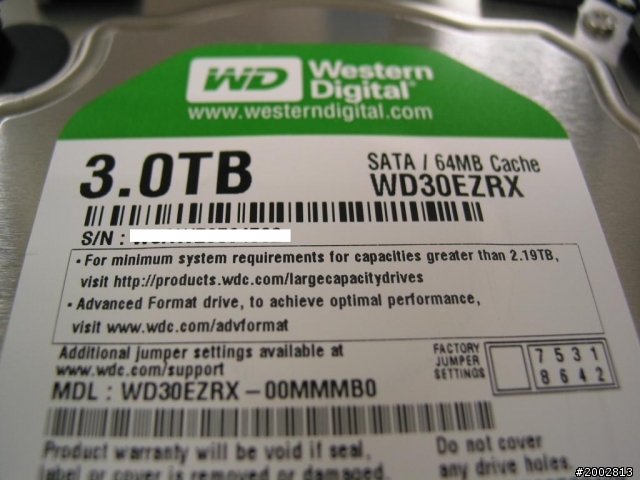 WD Western
Digital®
www.westerndigital.com
3.0TB
SATA / 64MB Cache
WD30EZRX
S/N :
• For minimum system requirements for capacities greater than 2.19TB,
visit http://products.wdc.com/largecapacitydrives
• Advanced Format drive, to achieve optimal performance,
visit www.wdc.com/advformat
Additional jumper settings available at
www.wdc.com/support
FACTORY
JUMPER
SETTINGS
7 5 3 1
8 6 4 2
MDL : WD30EZRX – 00MMMB0
Product warranty will be void if seal,
label or cover is removed or damaged.
Do not cover
any drive holes.
#2002813